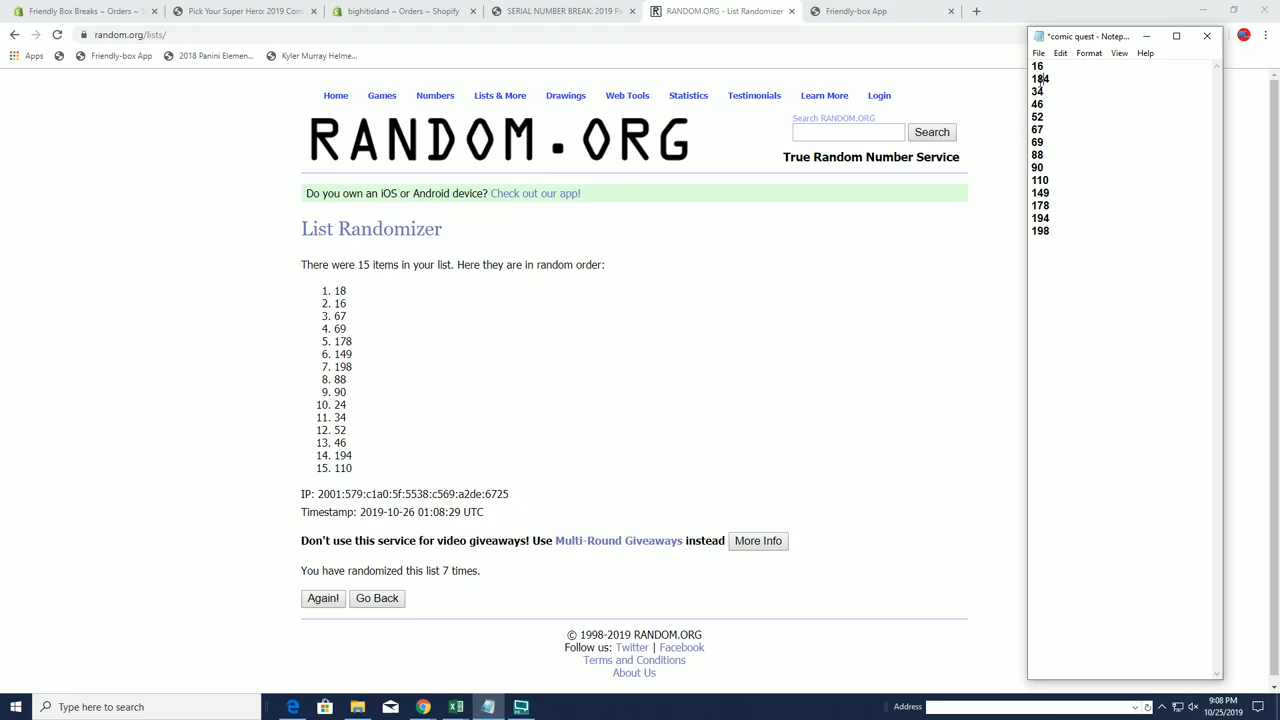 Friendly Box Breaks ~ Orders ~ S
Pick Your Super Hero: 2019 Comi
bightisland ~ Orders ~ Shopify
SERIAL NUMBER BREAK: 2019 Pe
RANDOM.ORG - List Randomizer
Friendly-box App
random.org/lists/
Apps
Friendly-box App
2018 Panini Elemen...
Kyler Murray Helme...
Home
Games
Numbers
Lists & More
Drawings
Web Tools
Statistics
Testimonials
Learn More
Login
RANDOM.ORG
Search RANDOM.ORG
Search
True Random Number Service
Do you own an iOS or Android device? Check out our app!
List Randomizer
There were 15 items in your list. Here they are in random order:
1. 18
2. 16
3. 67
4. 69
5. 178
6. 149
7. 198
8. 88
9. 90
10. 24
11. 34
12. 52
13. 46
14. 194
15. 110
IP: 2001:579:c1a0:5f:5538:c569:a2de:6725
Timestamp: 2019-10-26 01:08:29 UTC
Don't use this service for video giveaways! Use Multi-Round Giveaways instead
More Info
You have randomized this list 7 times.
Again!
Go Back
© 1998-2019 RANDOM.ORG
Follow us: Twitter | Facebook
Terms and Conditions
About Us
*comic quest - Notep...
File Edit Format View Help
16
184
34
46
52
67
69
88
90
110
149
178
194
198
Type here to search
Address
9:08 PM
10/25/2019